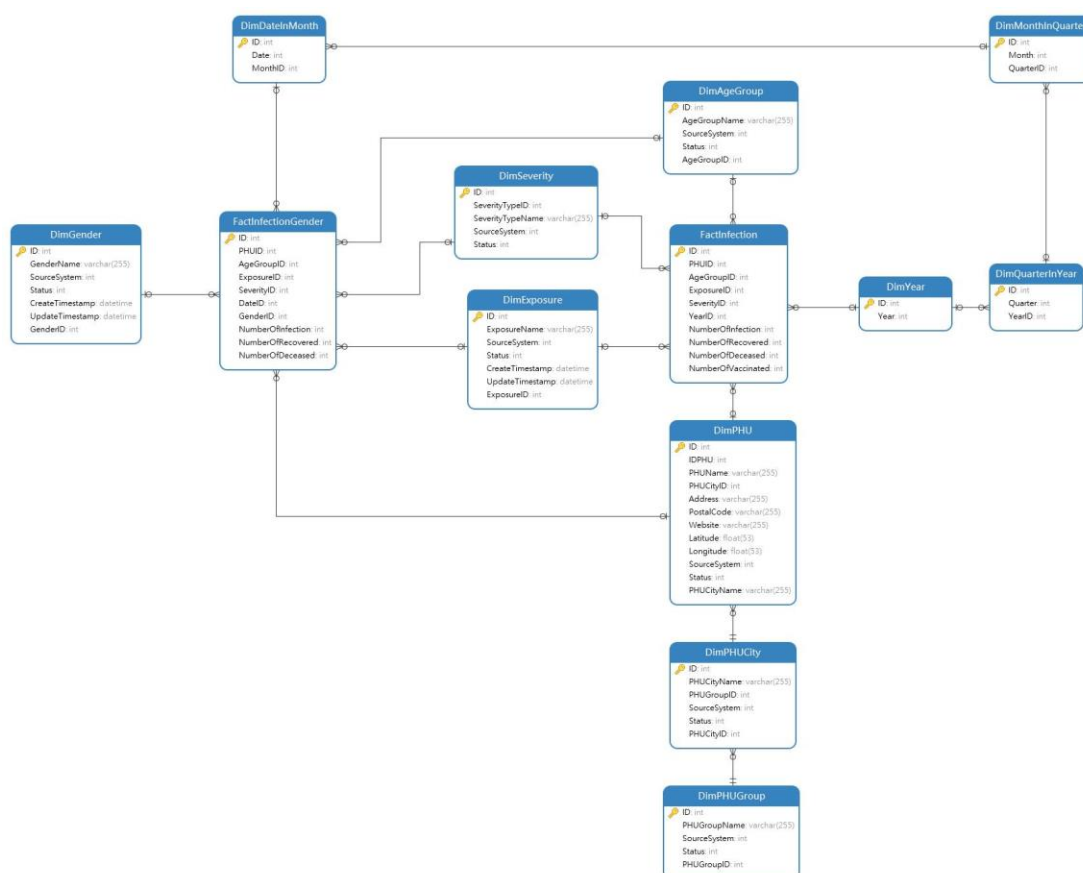 DimDateInMonth
ID: int
Date: int
MonthID: int
DimMonthInQuarter
ID: int
Month: int
QuarterID: int
DimAgeGroup
ID: int
AgeGroupName: varchar(255)
SourceSystem: int
Status: int
AgeGroupID: int
DimSeverity
ID: int
SeverityTypeID: int
SeverityTypeName: varchar(255)
SourceSystem: int
Status: int
DimGender
ID: int
GenderName: varchar(255)
SourceSystem: int
Status: int
CreateTimestamp: datetime
UpdateTimestamp: datetime
GenderID: int
FactInfectionGender
ID: int
PHUID: int
AgeGroupID: int
ExposureID: int
SeverityID: int
DateID: int
GenderID: int
NumberOfInfection: int
NumberOfRecovered: int
NumberOfDeceased: int
FactInfection
ID: int
PHUID: int
AgeGroupID: int
ExposureID: int
SeverityID: int
YearID: int
NumberOfInfection: int
NumberOfRecovered: int
NumberOfDeceased: int
NumberOfVaccinated: int
DimYear
ID: int
Year: int
DimQuarterInYear
ID: int
Quarter: int
YearID: int
DimExposure
ID: int
ExposureName: varchar(255)
SourceSystem: int
Status: int
CreateTimestamp: datetime
UpdateTimestamp: datetime
ExposureID: int
DimPHU
ID: int
IDPHU: int
PHUName: varchar(255)
PHUCityID: int
Address: varchar(255)
PostalCode: varchar(255)
Website: varchar(255)
Latitude: float(53)
Longitude: float(53)
SourceSystem: int
Status: int
PHUCityName: varchar(255)
DimPHUCity
ID: int
PHUCityName: varchar(255)
PHUGroupID: int
SourceSystem: int
Status: int
PHUCityID: int
DimPHUGroup
ID: int
PHUGroupName: varchar(255)
SourceSystem: int
Status: int
PHUGroupID: int